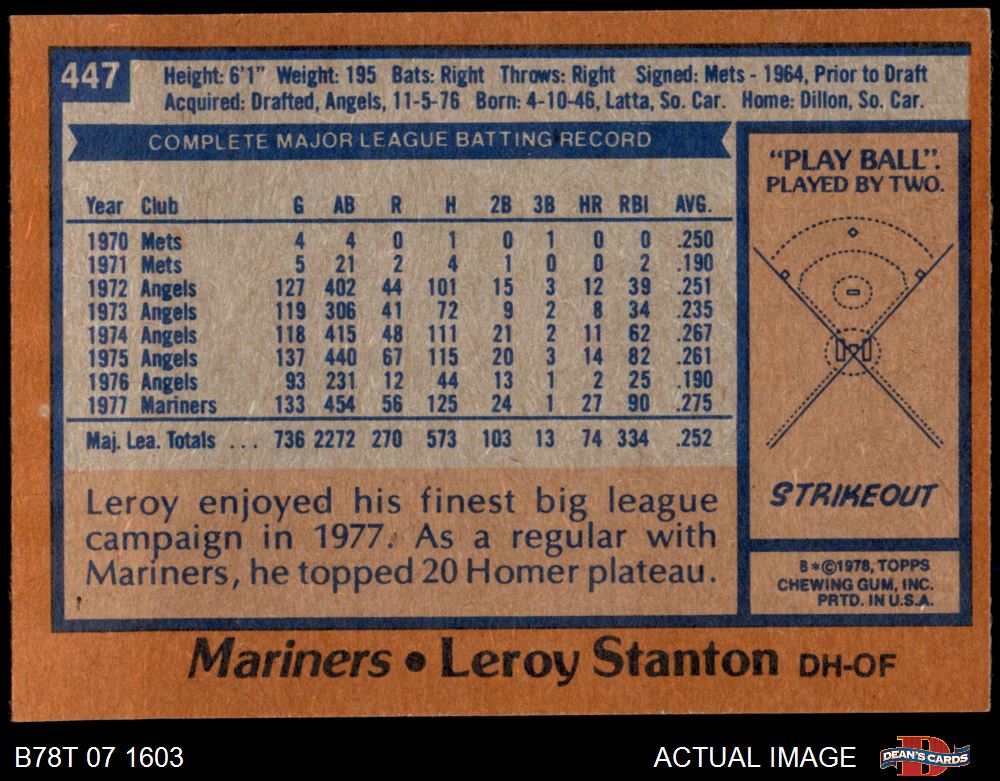 447
Height: 6'1" Weight: 195 Bats: Right Throws: Right Signed: Mets - 1964, Prior to Draft
Acquired: Drafted, Angels, 11-5-76 Born: 4-10-46, Latta, So. Car. Home: Dillon, So. Car.
COMPLETE MAJOR LEAGUE BATTING RECORD
Year Club G AB R H 2B 3B HR RBI AVG.
1970 Mets 4 4 0 1 0 1 0 0 .250
1971 Mets 5 21 2 4 1 0 0 2 .190
1972 Angels 127 402 44 101 15 3 12 39 .251
1973 Angels 119 306 41 72 9 2 8 34 .235
1974 Angels 118 415 48 111 21 2 11 62 .267
1975 Angels 137 440 67 115 20 3 14 82 .261
1976 Angels 93 231 12 44 13 1 2 25 .190
1977 Mariners 133 454 56 125 24 1 27 90 .275
Maj. Lea. Totals ... 736 2272 270 573 103 13 74 334 .252
Leroy enjoyed his finest big league
campaign in 1977. As a regular with
Mariners, he topped 20 Homer plateau.
"PLAY BALL".
PLAYED BY TWO.
STRIKEOUT
B*©1978, TOPPS
CHEWING GUM, INC.
PRTD. IN U.S.A.
Mariners • Leroy Stanton DH-OF
B78T 07 1603
ACTUAL IMAGE
DEAN'S CARDS